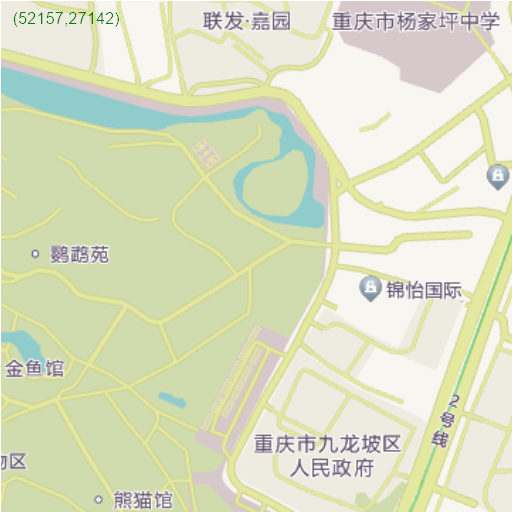 (52157,27142)
联发·嘉园
重庆市杨家坪中学
鹦鹉苑
锦怡国际
金鱼馆
2号线
重庆市九龙坡区
人民政府
物区
熊猫馆